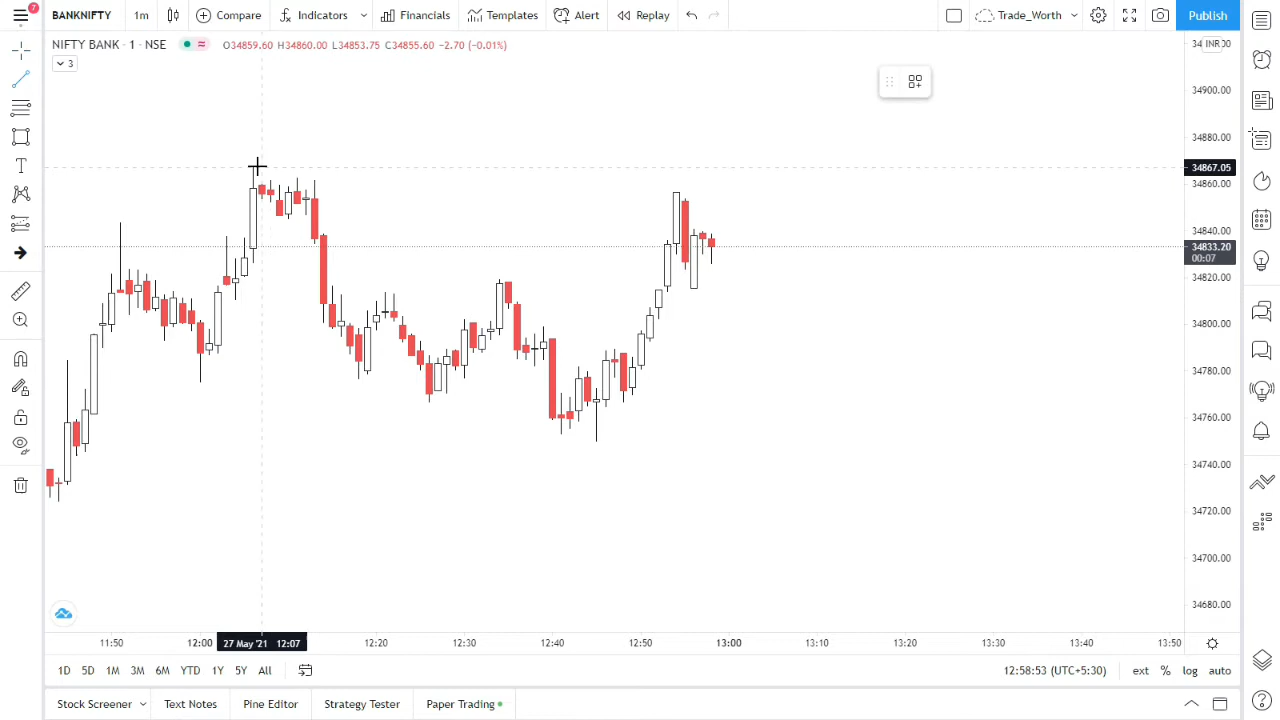 7
BANKNIFTY 1m Compare Indicators Financials Templates Alert Replay Trade_Worth Publish
NIFTY BANK · 1 · NSE O34859.60 H34860.00 L34853.75 C34855.60 −2.70 (−0.01%)
INR
3
34900.00
34880.00
34867.05
34860.00
34840.00
34833.20
00:07
34820.00
34800.00
34780.00
34760.00
34740.00
34720.00
34700.00
34680.00
11:50 12:00 27 May '21 12:07 12:20 12:30 12:40 12:50 13:00 13:10 13:20 13:30 13:40 13:50
1D 5D 1M 3M 6M YTD 1Y 5Y All 12:58:53 (UTC+5:30) ext % log auto
Stock Screener Text Notes Pine Editor Strategy Tester Paper Trading